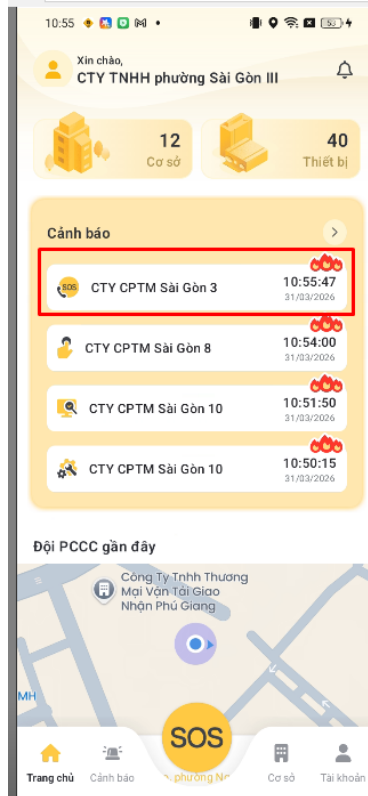 10:55
53
Xin chào,
CTY TNHH phường Sài Gòn III
12
Cơ sở
40
Thiết bị
Cảnh báo
SOS
CTY CPTM Sài Gòn 3
10:55:47
31/03/2026
CTY CPTM Sài Gòn 8
10:54:00
31/03/2026
CTY CPTM Sài Gòn 10
10:51:50
31/03/2026
CTY CPTM Sài Gòn 10
10:50:15
31/03/2026
Đội PCCC gần đây
Công Ty Tnhh Thương
Mại Vận Tải Giao
Nhận Phú Giang
MH
SOS
phường
Trang chủ
Cảnh báo
Cơ sở
Tài khoản